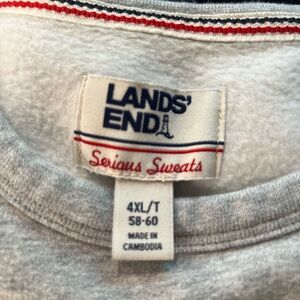 LANDS'
END
Serious Sweats
4XL/T
58-60
MADE IN
CAMBODIA